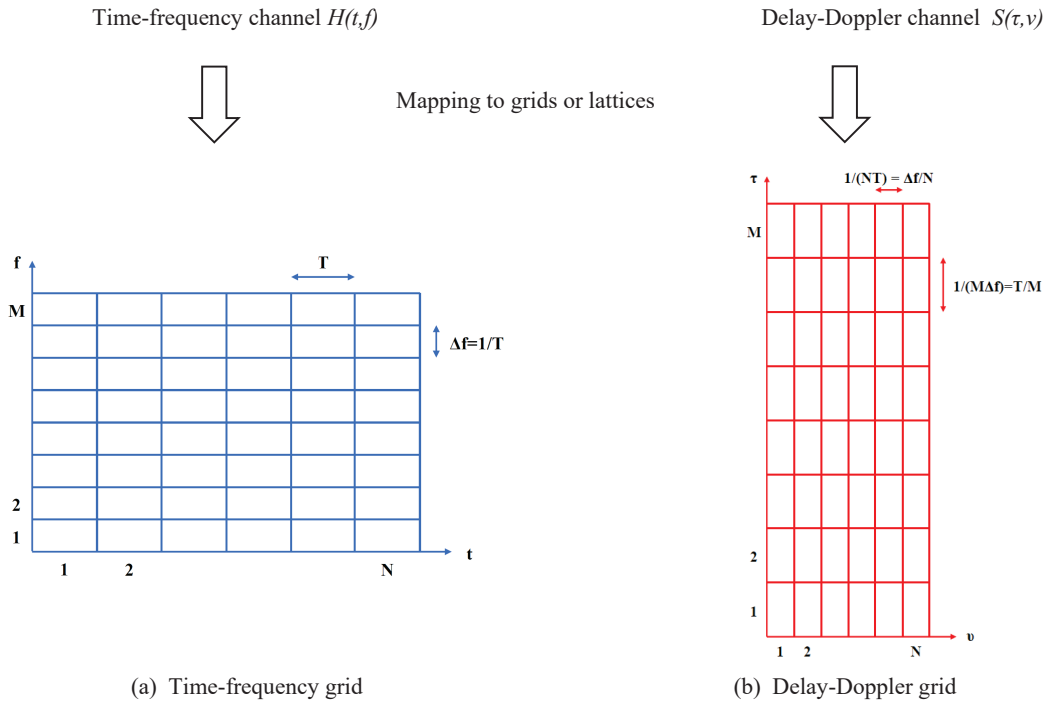 Time-frequency channel H(t,f)
Delay-Doppler channel S(τ,ν)
Mapping to grids or lattices
f
T
M
Δf=1/T
2
1
t
1 2 N
τ
1/(NT) = Δf/N
M
1/(MΔf)=T/M
2
1
υ
1 2 N
(a) Time-frequency grid
(b) Delay-Doppler grid